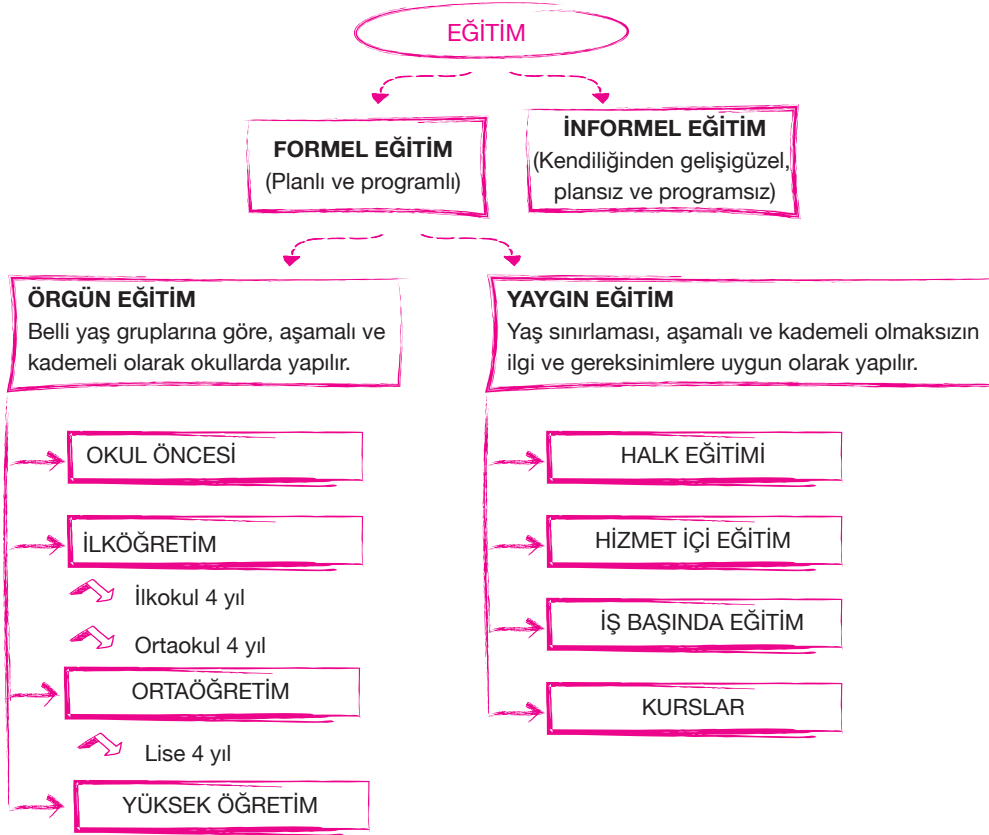 EĞİTİM
FORMEL EĞİTİM
(Planlı ve programlı)
İNFORMEL EĞİTİM
(Kendiliğinden gelişigüzel,
plansız ve programsız)
ÖRGÜN EĞİTİM
Belli yaş gruplarına göre, aşamalı ve
kademeli olarak okullarda yapılır.
OKUL ÖNCESİ
İLKÖĞRETİM
İlkokul 4 yıl
Ortaokul 4 yıl
ORTAÖĞRETİM
Lise 4 yıl
YÜKSEK ÖĞRETİM
YAYGIN EĞİTİM
Yaş sınırlaması, aşamalı ve kademeli olmaksızın
ilgi ve gereksinimlere uygun olarak yapılır.
HALK EĞİTİMİ
HİZMET İÇİ EĞİTİM
İŞ BAŞINDA EĞİTİM
KURSLAR